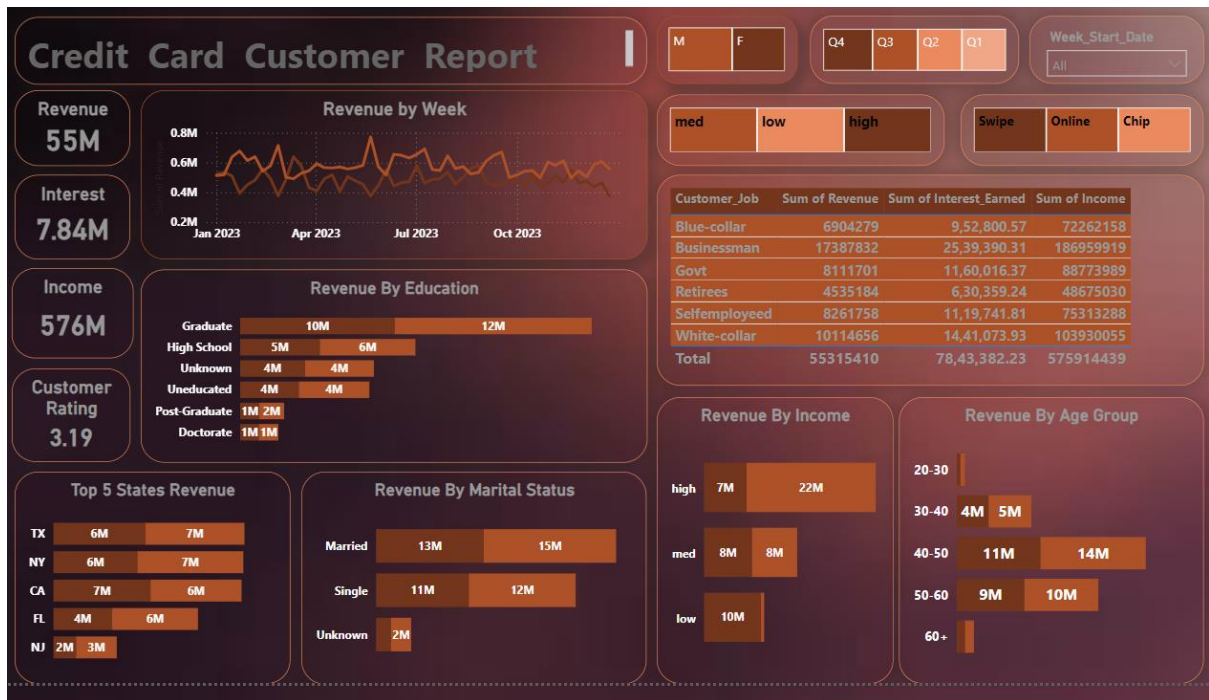 Credit Card Customer Report
M F
Q4 Q3 Q2 Q1
Week_Start_Date
All
Revenue
55M
Revenue by Week
0.8M
0.6M
0.4M
0.2M
Jan 2023 Apr 2023 Jul 2023 Oct 2023
med low high
Swipe Online Chip
Interest
7.84M
Customer_Job Sum of Revenue Sum of Interest_Earned Sum of Income
Blue-collar 6904279 9,52,800.57 72262158
Businessman 17387832 25,39,390.31 186959919
Govt 8111701 11,60,016.37 88773989
Retirees 4535184 6,30,359.24 48675030
Selfemployeed 8261758 11,19,741.81 75313288
White-collar 10114656 14,41,073.93 103930055
Total 55315410 78,43,382.23 575914439
Income
576M
Revenue By Education
Graduate 10M 12M
High School 5M 6M
Unknown 4M 4M
Uneducated 4M 4M
Post-Graduate 1M 2M
Doctorate 1M 1M
Customer
Rating
3.19
Top 5 States Revenue
TX 6M 7M
NY 6M 7M
CA 7M 6M
FL 4M 6M
NJ 2M 3M
Revenue By Marital Status
Married 13M 15M
Single 11M 12M
Unknown 2M
Revenue By Income
high 7M 22M
med 8M 8M
low 10M
Revenue By Age Group
20-30
30-40 4M 5M
40-50 11M 14M
50-60 9M 10M
60+